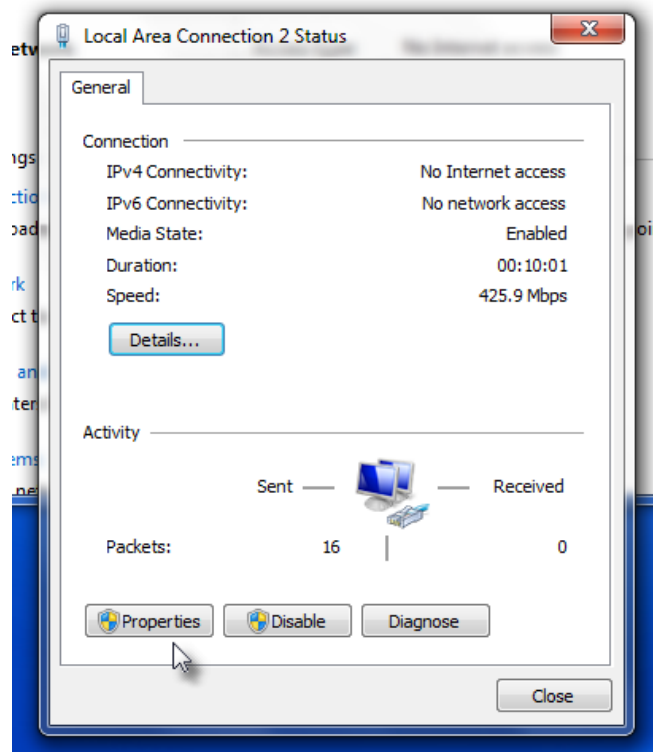 Local Area Connection 2 Status
General
Connection
IPv4 Connectivity: No Internet access
IPv6 Connectivity: No network access
Media State: Enabled
Duration: 00:10:01
Speed: 425.9 Mbps
Details...
Activity
Sent Received
Packets: 16 0
Properties Disable Diagnose
Close